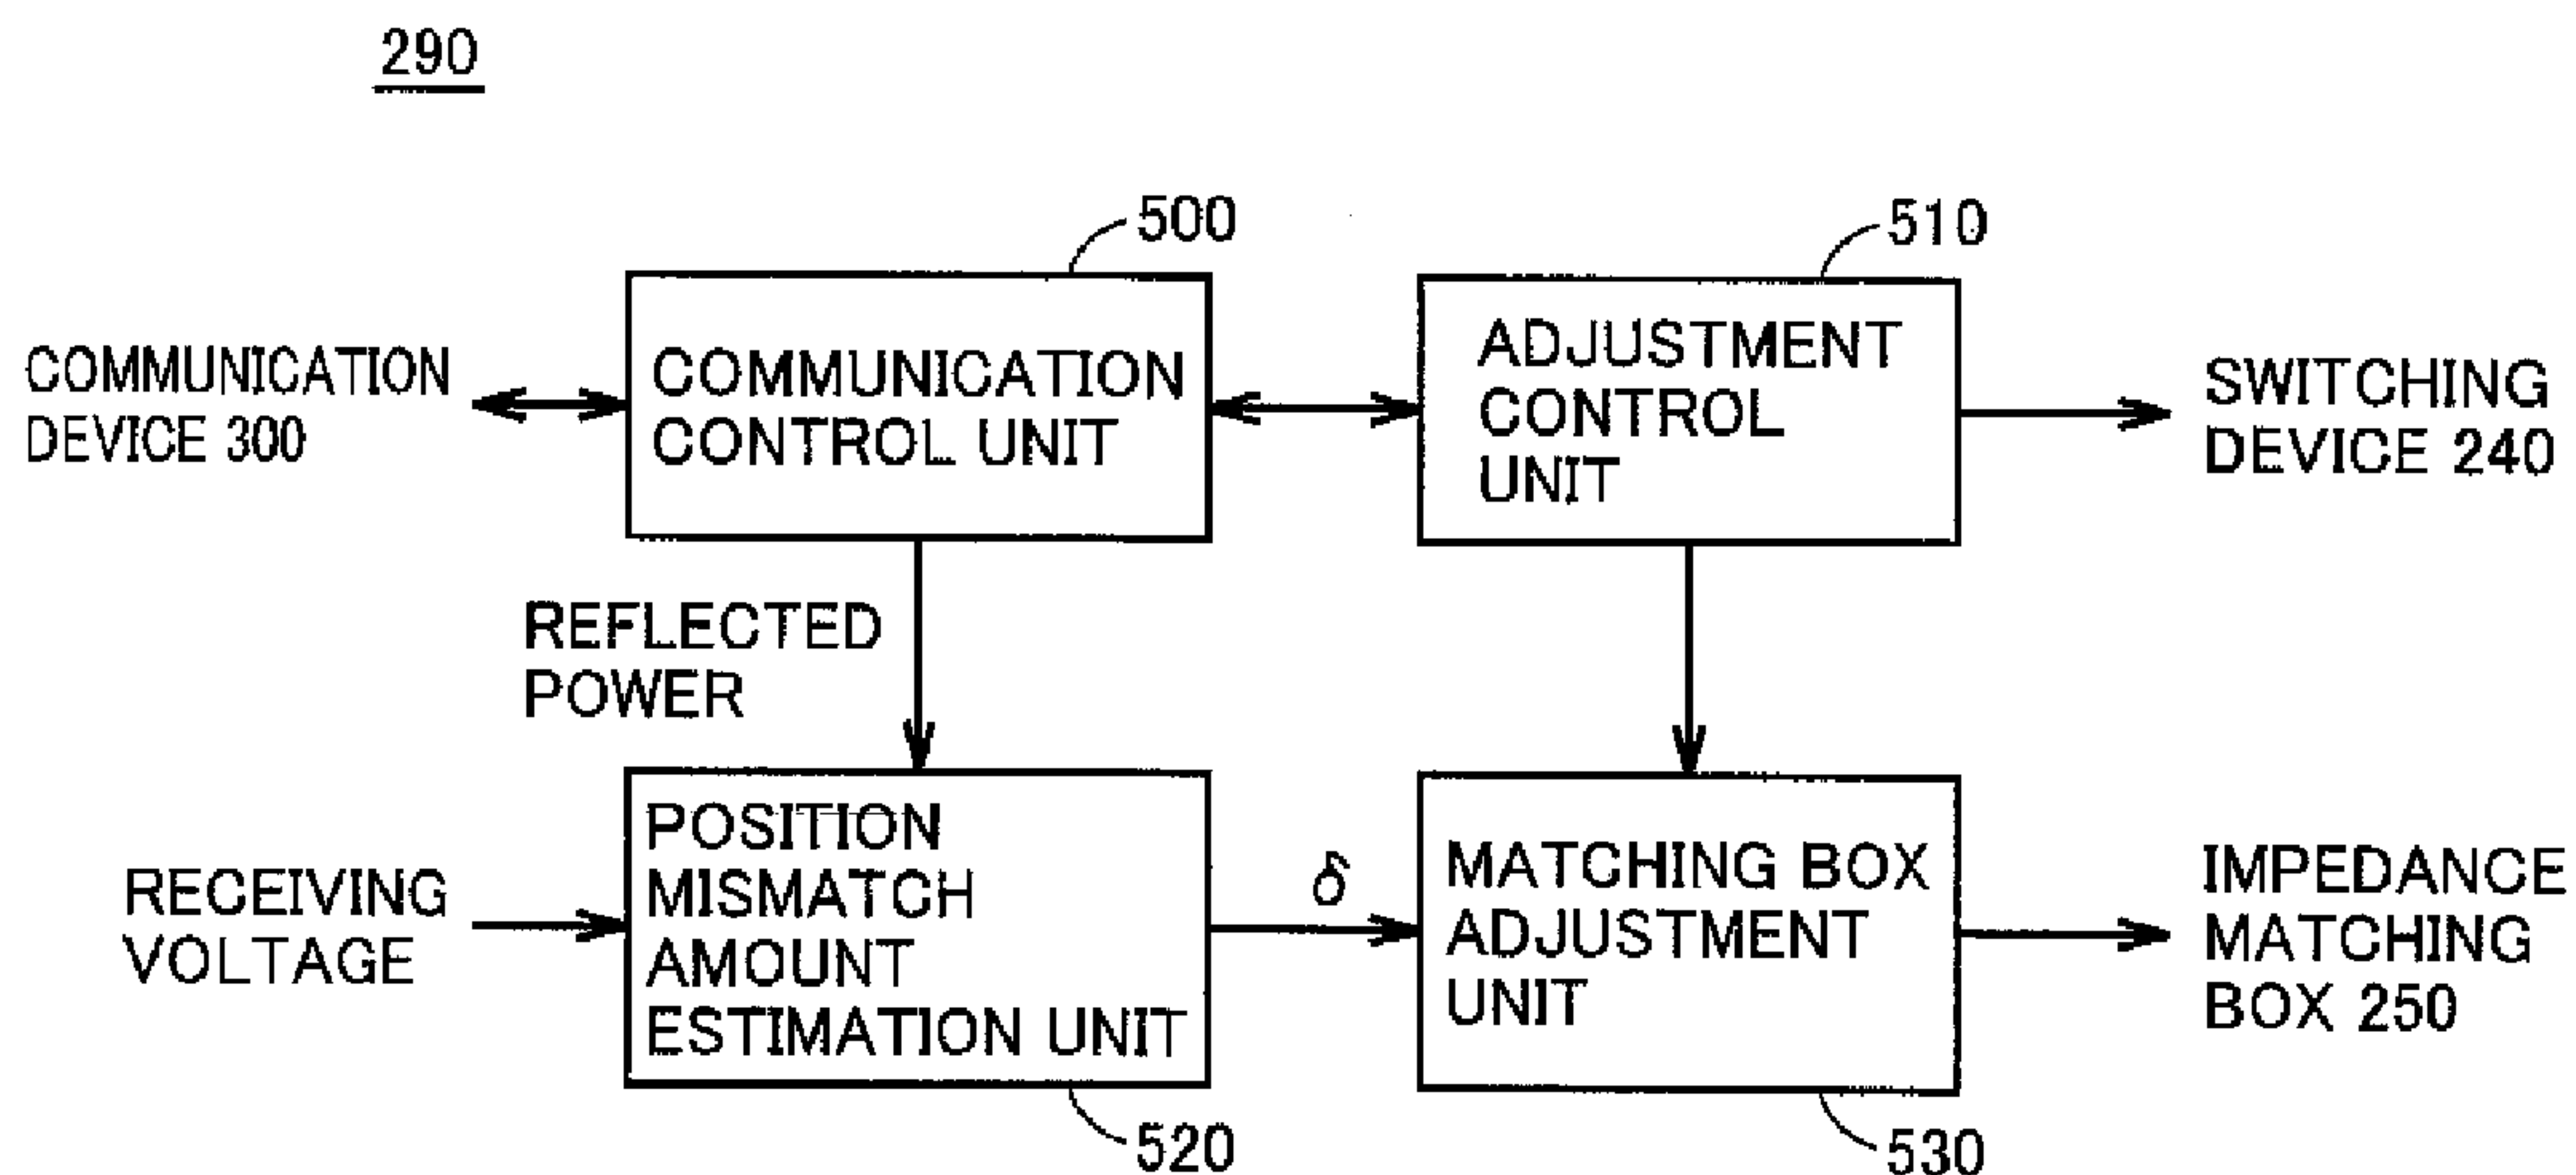 290
500
510
COMMUNICATION
DEVICE 300
COMMUNICATION
CONTROL UNIT
ADJUSTMENT
CONTROL
UNIT
SWITCHING
DEVICE 240
REFLECTED
POWER
RECEIVING
VOLTAGE
POSITION
MISMATCH
AMOUNT
ESTIMATION UNIT
δ
MATCHING BOX
ADJUSTMENT
UNIT
IMPEDANCE
MATCHING
BOX 250
520
530